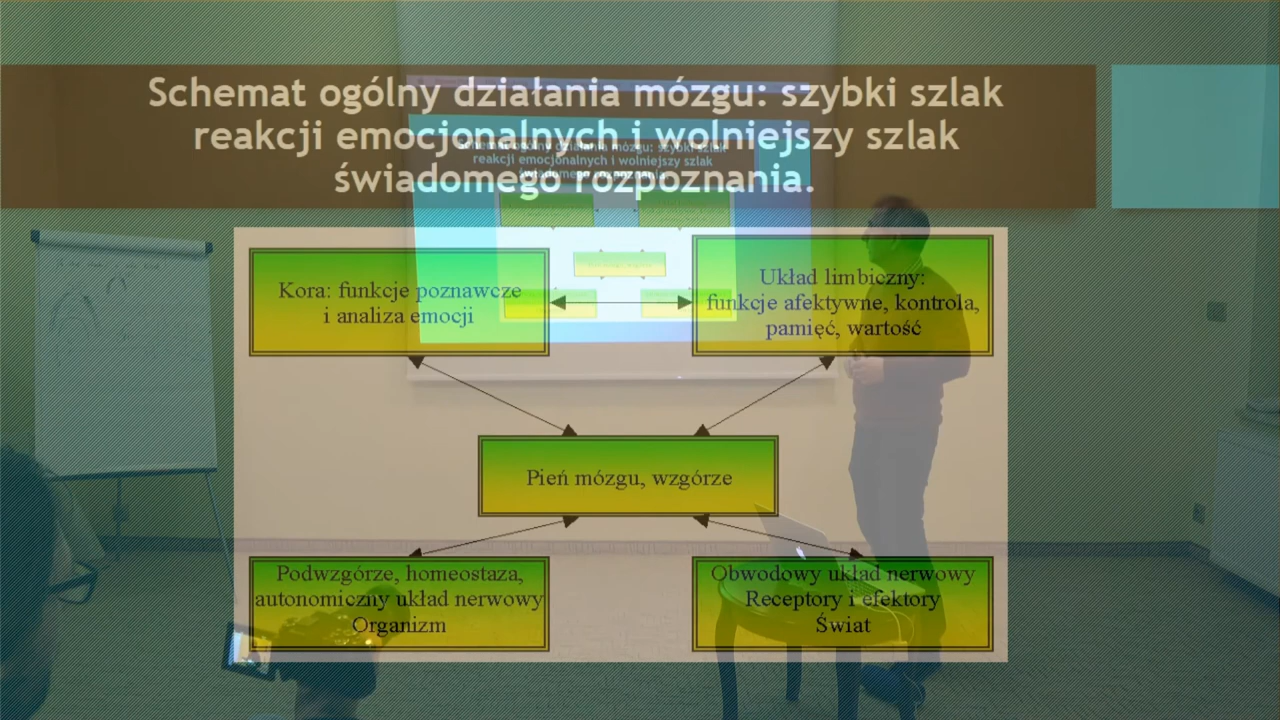 Schemat ogólny działania mózgu: szybki szlak
reakcji emocjonalnych i wolniejszy szlak
świadomego rozpoznania.
Kora: funkcje poznawcze
i analiza emocji
Układ limbiczny:
funkcje afektywne, kontrola,
pamięć, wartość
Pień mózgu, wzgórze
Podwzgórze, homeostaza,
autonomiczny układ nerwowy
Organizm
Obwodowy układ nerwowy
Receptory i efektory
Świat